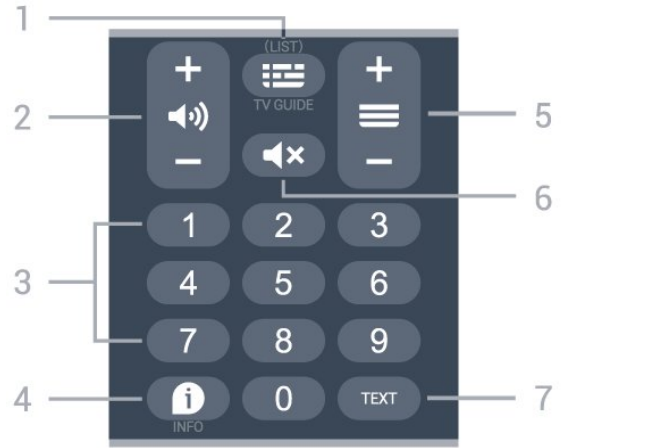 1
(LIST)
+ +
TV GUIDE
2 5
- -
6
1 2 3
3
4 5 6
7 8 9
4 i 0 TEXT 7
INFO